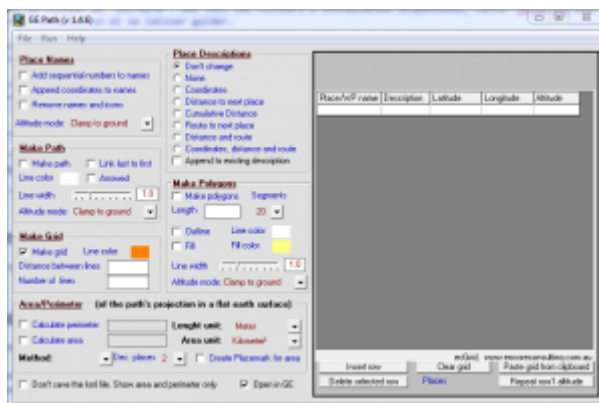 GE Path (v 1.4.6)
File Run Help
Place Names
Add sequential numbers to names
Append coordinates to names
Remove names and icons
Altitude mode: Clamp to ground
Make Path
Make path Link last to first
Line color Arrowed
Line width 1.0
Altitude mode: Clamp to ground
Make Grid
Make grid Line color
Distance between lines
Number of lines
Place Descriptions
Don't change
None
Coordinates
Distance to next place
Cumulative Distance
Route to next place
Distance and route
Coordinates, distance and route
Append to existing description
Make Polygons
Make polygons Segments
Length 20
Outline Line color
Fill Fill color
Line width 1.0
Altitude mode: Clamp to ground
Area/Perimeter (of the path's projection in a flat earth surface)
Calculate perimeter Lenght unit: Meter
Calculate area Area unit: Kilometer²
Method: Dec. places 2 Create Placemark for area
Don't save the kml file. Show area and perimeter only Open in GE
Place/WP name Description Latitude Longitude Altitude
Insert row Clear grid Paste grid from clipboard
Delete selected row Places Repeat row1 altitude